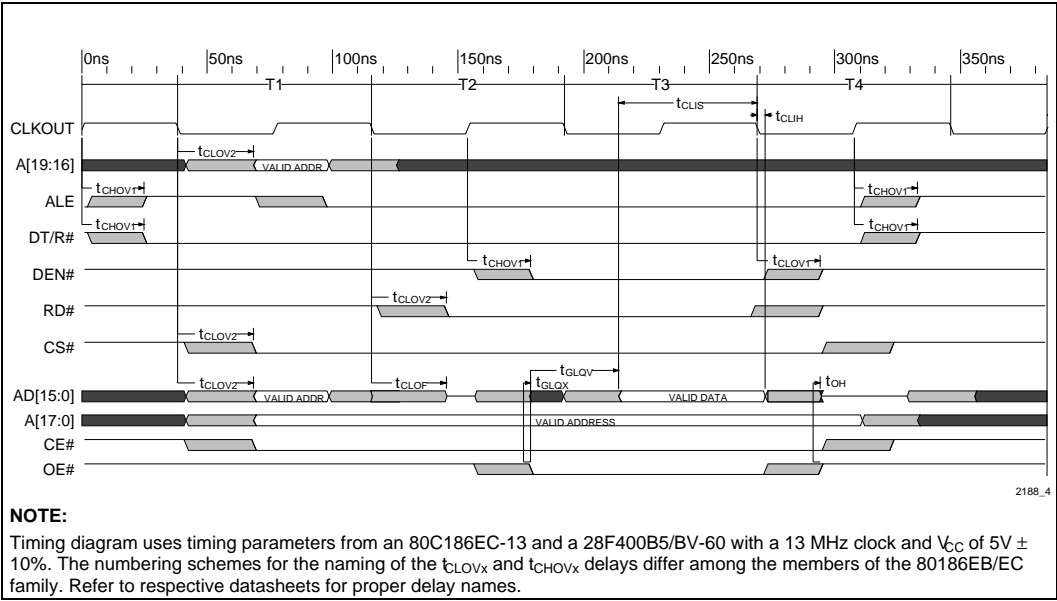 0ns 50ns 100ns 150ns 200ns 250ns 300ns 350ns
T1 T2 T3 T4
tCLIS
CLKOUT tCLIH
tCLOV2
A[19:16] VALID ADDR
tCHOV1 tCHOV1
ALE
tCHOV1 tCHOV1
DT/R#
DEN# tCHOV1 tCLOV1
RD# tCLOV2
CS# tCLOV2
tGLQV
AD[15:0] tCLOV2 VALID ADDR tCLOF tGLQX VALID DATA tOH
A[17:0] VALID ADDRESS
CE#
OE#
2188_4
NOTE:
Timing diagram uses timing parameters from an 80C186EC-13 and a 28F400B5/BV-60 with a 13 MHz clock and VCC of 5V ±
10%. The numbering schemes for the naming of the tCLOVx and tCHOVx delays differ among the members of the 80186EB/EC
family. Refer to respective datasheets for proper delay names.